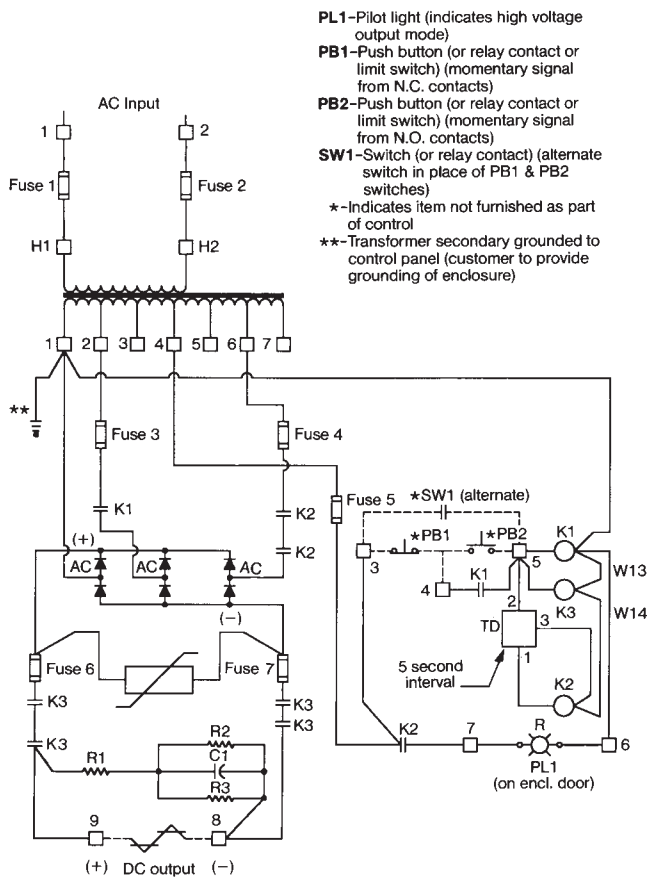 PL1–Pilot light (indicates high voltage
output mode)
PB1–Push button (or relay contact or
limit switch) (momentary signal
from N.C. contacts)
PB2–Push button (or relay contact or
limit switch) (momentary signal
from N.O. contacts)
SW1–Switch (or relay contact) (alternate
switch in place of PB1 & PB2
switches)
*–Indicates item not furnished as part
of control
**–Transformer secondary grounded to
control panel (customer to provide
grounding of enclosure)
AC Input
1 2
Fuse 1 Fuse 2
H1 H2
1 2 3 4 5 6 7
**
Fuse 3 Fuse 4
Fuse 5
*SW1 (alternate)
K1 K2
*PB1 *PB2 K1
K2
3 5
(+)
AC AC AC
K1
4
W13
K3
2
W14
(–)
TD 3
1
5 second
interval
Fuse 6 Fuse 7
K2
K3 K3
K3
K3
K2 7 R 6
PL1
(on encl. door)
R2
R1 C1
R3
9 8
(+) DC output (–)